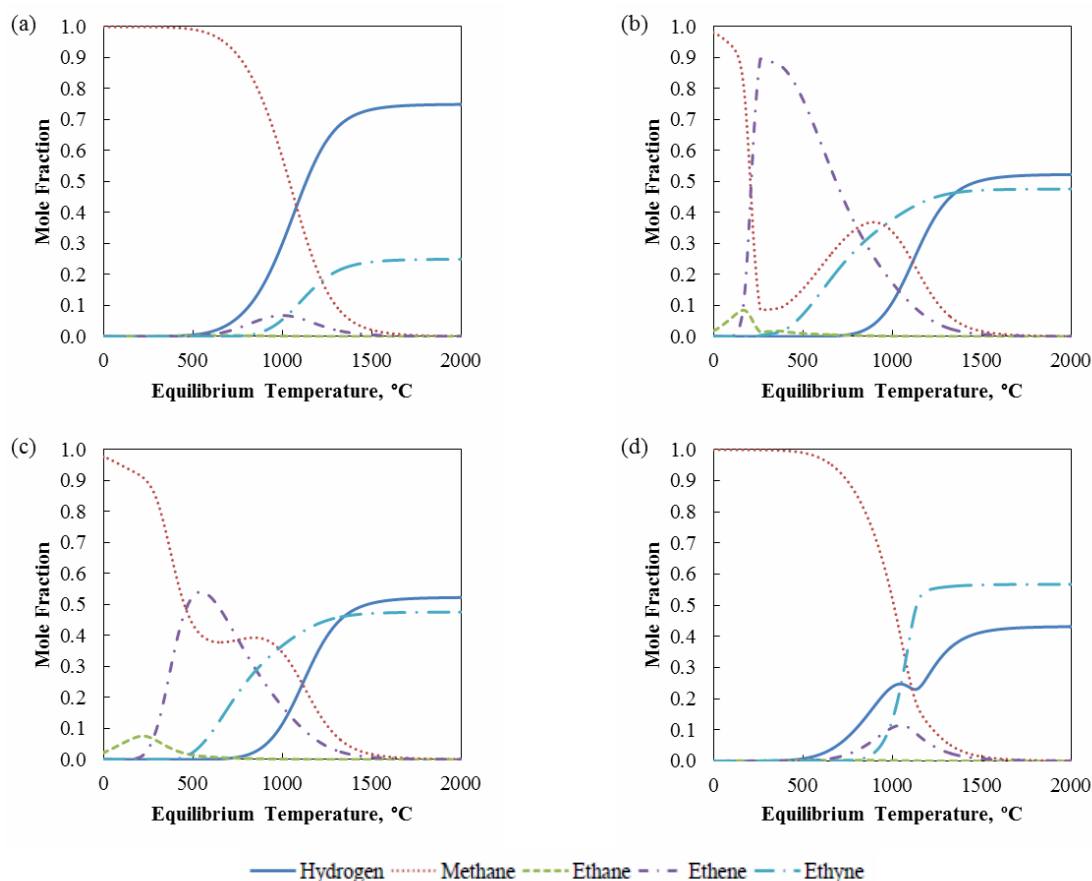 (a)
1.0
0.9
0.8
0.7
0.6
0.5
0.4
0.3
0.2
0.1
0.0
Mole Fraction
0 500 1000 1500 2000
Equilibrium Temperature, °C
(b)
1.0
0.9
0.8
0.7
0.6
0.5
0.4
0.3
0.2
0.1
0.0
Mole Fraction
0 500 1000 1500 2000
Equilibrium Temperature, °C
(c)
1.0
0.9
0.8
0.7
0.6
0.5
0.4
0.3
0.2
0.1
0.0
Mole Fraction
0 500 1000 1500 2000
Equilibrium Temperature, °C
(d)
1.0
0.9
0.8
0.7
0.6
0.5
0.4
0.3
0.2
0.1
0.0
Mole Fraction
0 500 1000 1500 2000
Equilibrium Temperature, °C
Hydrogen Methane Ethane Ethene Ethyne